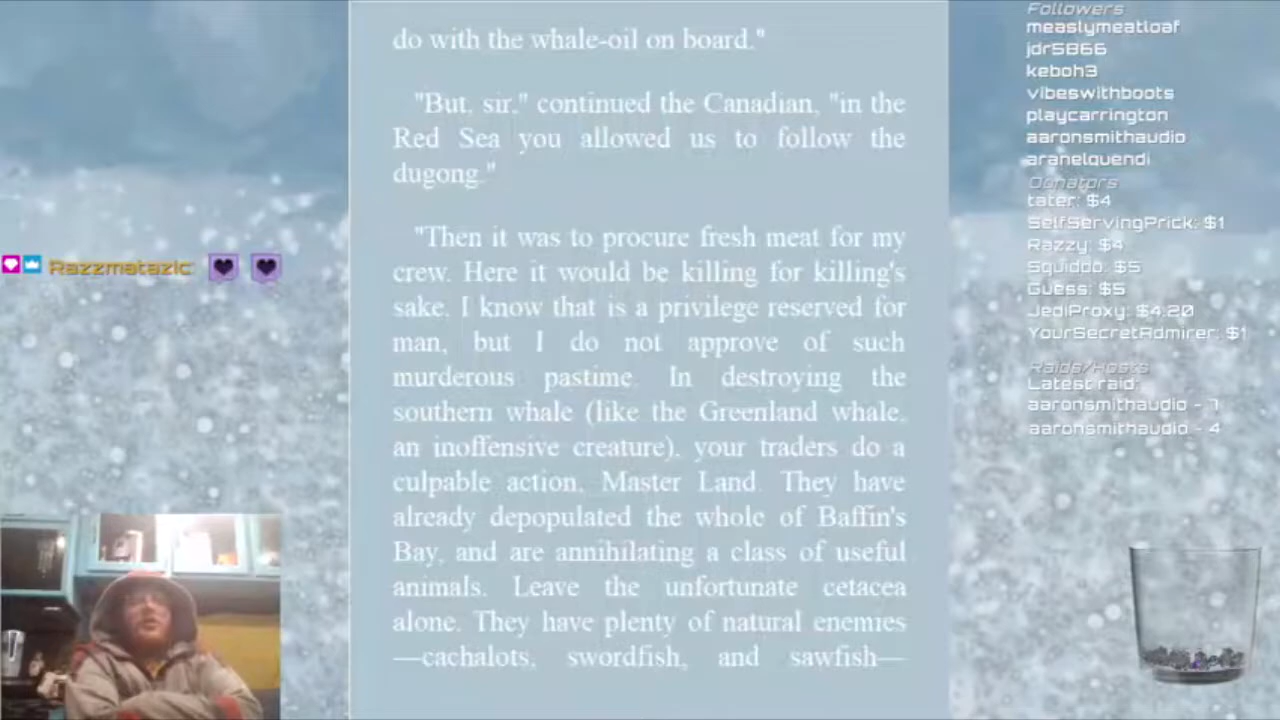 do with the whale-oil on board."
"But, sir," continued the Canadian, "in the
Red Sea you allowed us to follow the
dugong."
"Then it was to procure fresh meat for my
crew. Here it would be killing for killing's
sake. I know that is a privilege reserved for
man, but I do not approve of such
murderous pastime. In destroying the
southern whale (like the Greenland whale,
an inoffensive creature), your traders do a
culpable action, Master Land. They have
already depopulated the whole of Baffin's
Bay, and are annihilating a class of useful
animals. Leave the unfortunate cetacea
alone. They have plenty of natural enemies
—cachalots, swordfish, and sawfish—
Razzmatazic
Followers
measlymeatloaf
jdr5866
keboh3
vibeswithboots
playcarrington
aaronsmithaudio
aranelquendi
Donators
tater: $4
SelfServingPrick: $1
Razzy: $4
Squidob: $5
Guess: $5
JediProxy: $4.20
YourSecretAdmirer: $1
Raids/Hosts
Latest raid:
aaronsmithaudio - 7
aaronsmithaudio - 4